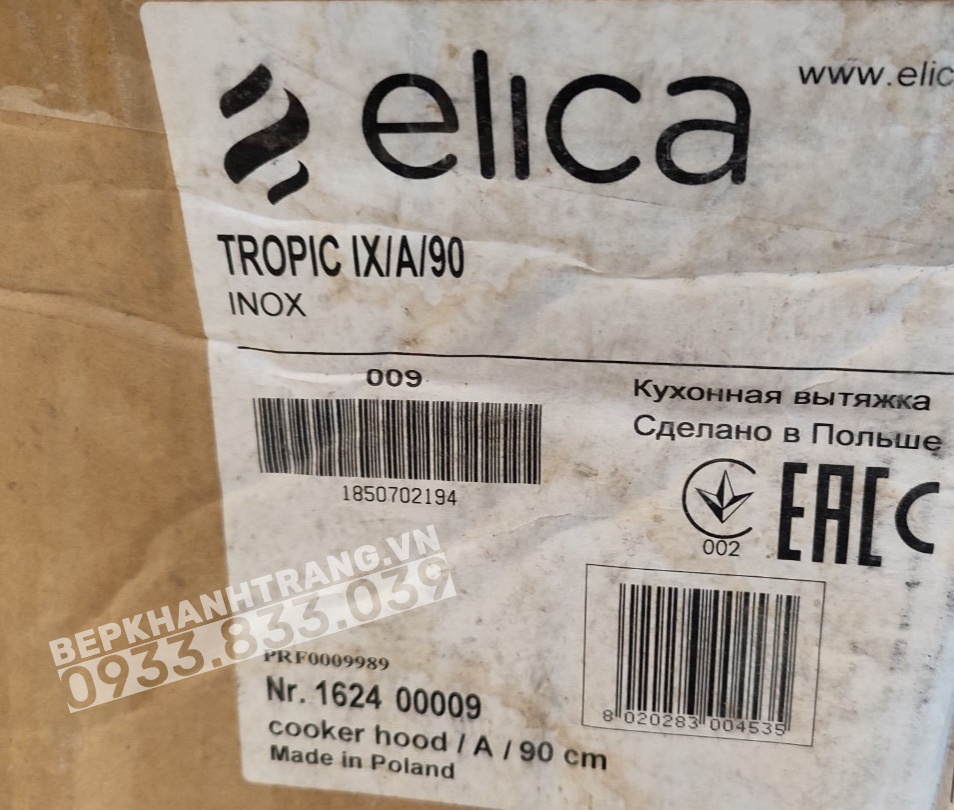 elica
www.elic
TROPIC IX/A/90
INOX
009
1850702194
Кухонная вытяжка
Сделано в Польше
002
EAC
BEPKHANHTRANG.VN
0933.833.039
PRF0009989
Nr. 1624 00009
cooker hood / A / 90 cm
Made in Poland
8 020283 004535